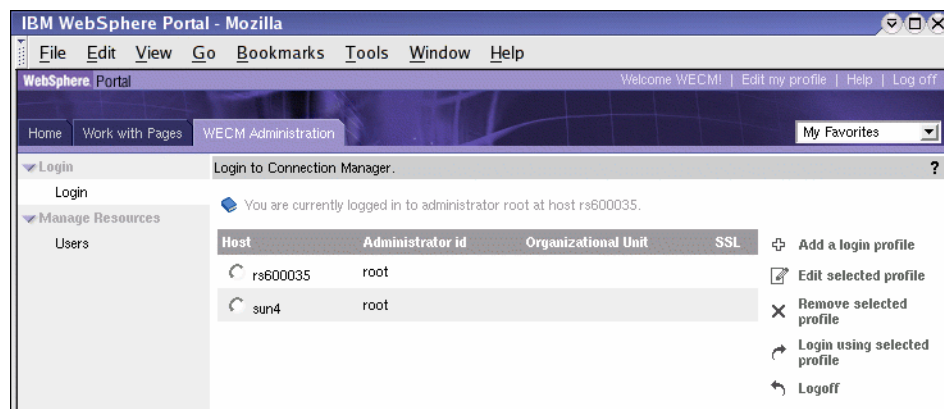 IBM WebSphere Portal - Mozilla
File Edit View Go Bookmarks Tools Window Help
WebSphere Portal Welcome WECM! | Edit my profile | Help | Log off
Home Work with Pages WECM Administration My Favorites
Login Login to Connection Manager. ?
Login
You are currently logged in to administrator root at host rs600035.
Manage Resources
Users
Host Administrator id Organizational Unit SSL
rs600035 root
sun4 root
Add a login profile
Edit selected profile
Remove selected
profile
Login using selected
profile
Logoff